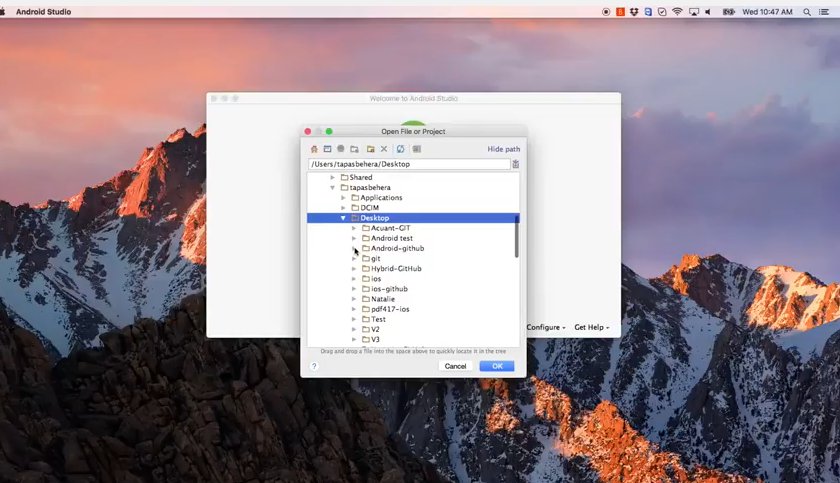 Android Studio
Wed 10:47 AM
Welcome to Android Studio
Open File or Project
Hide path
/Users/tapasbehera/Desktop
Shared
tapasbehera
Applications
DCIM
Desktop
Acuant-GIT
Android test
Android-github
git
Hybrid-GitHub
ios
ios-github
Natalie
pdf417-ios
Test
V2
V3
Drag and drop a file into the space above to quickly locate it in the tree
? Cancel OK
Configure Get Help